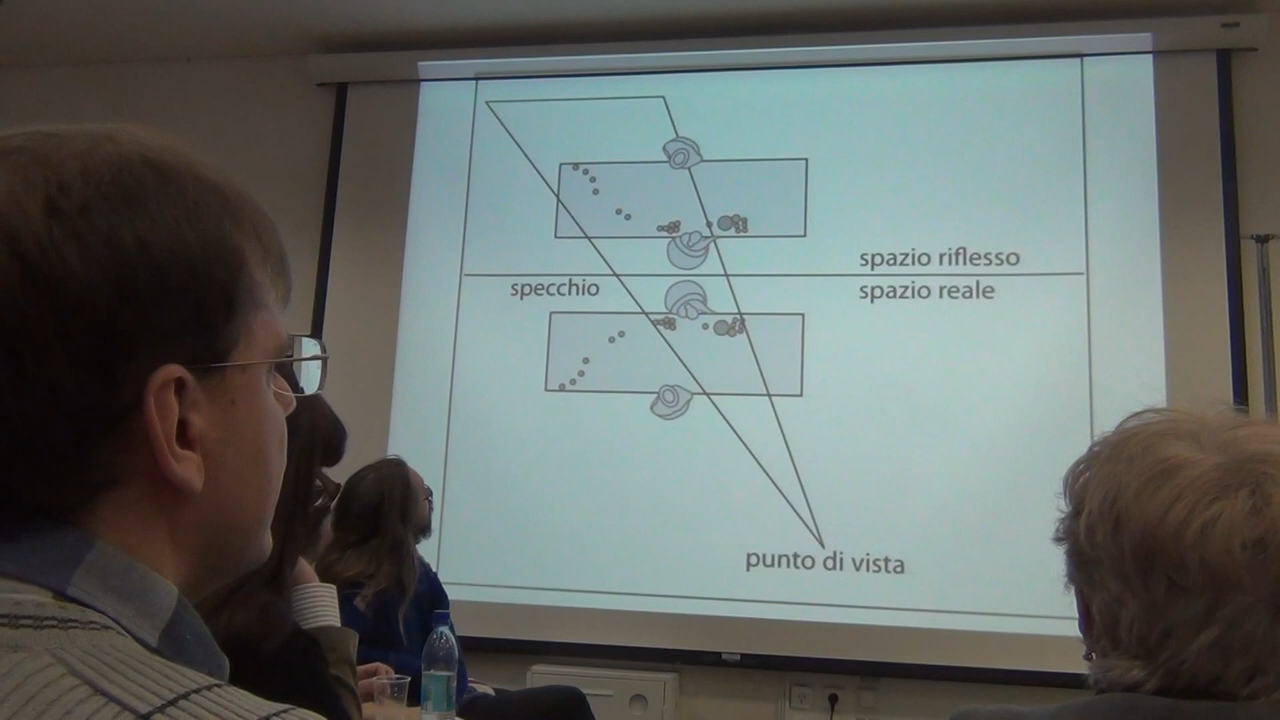 spazio riflesso
specchio
spazio reale
punto di vista